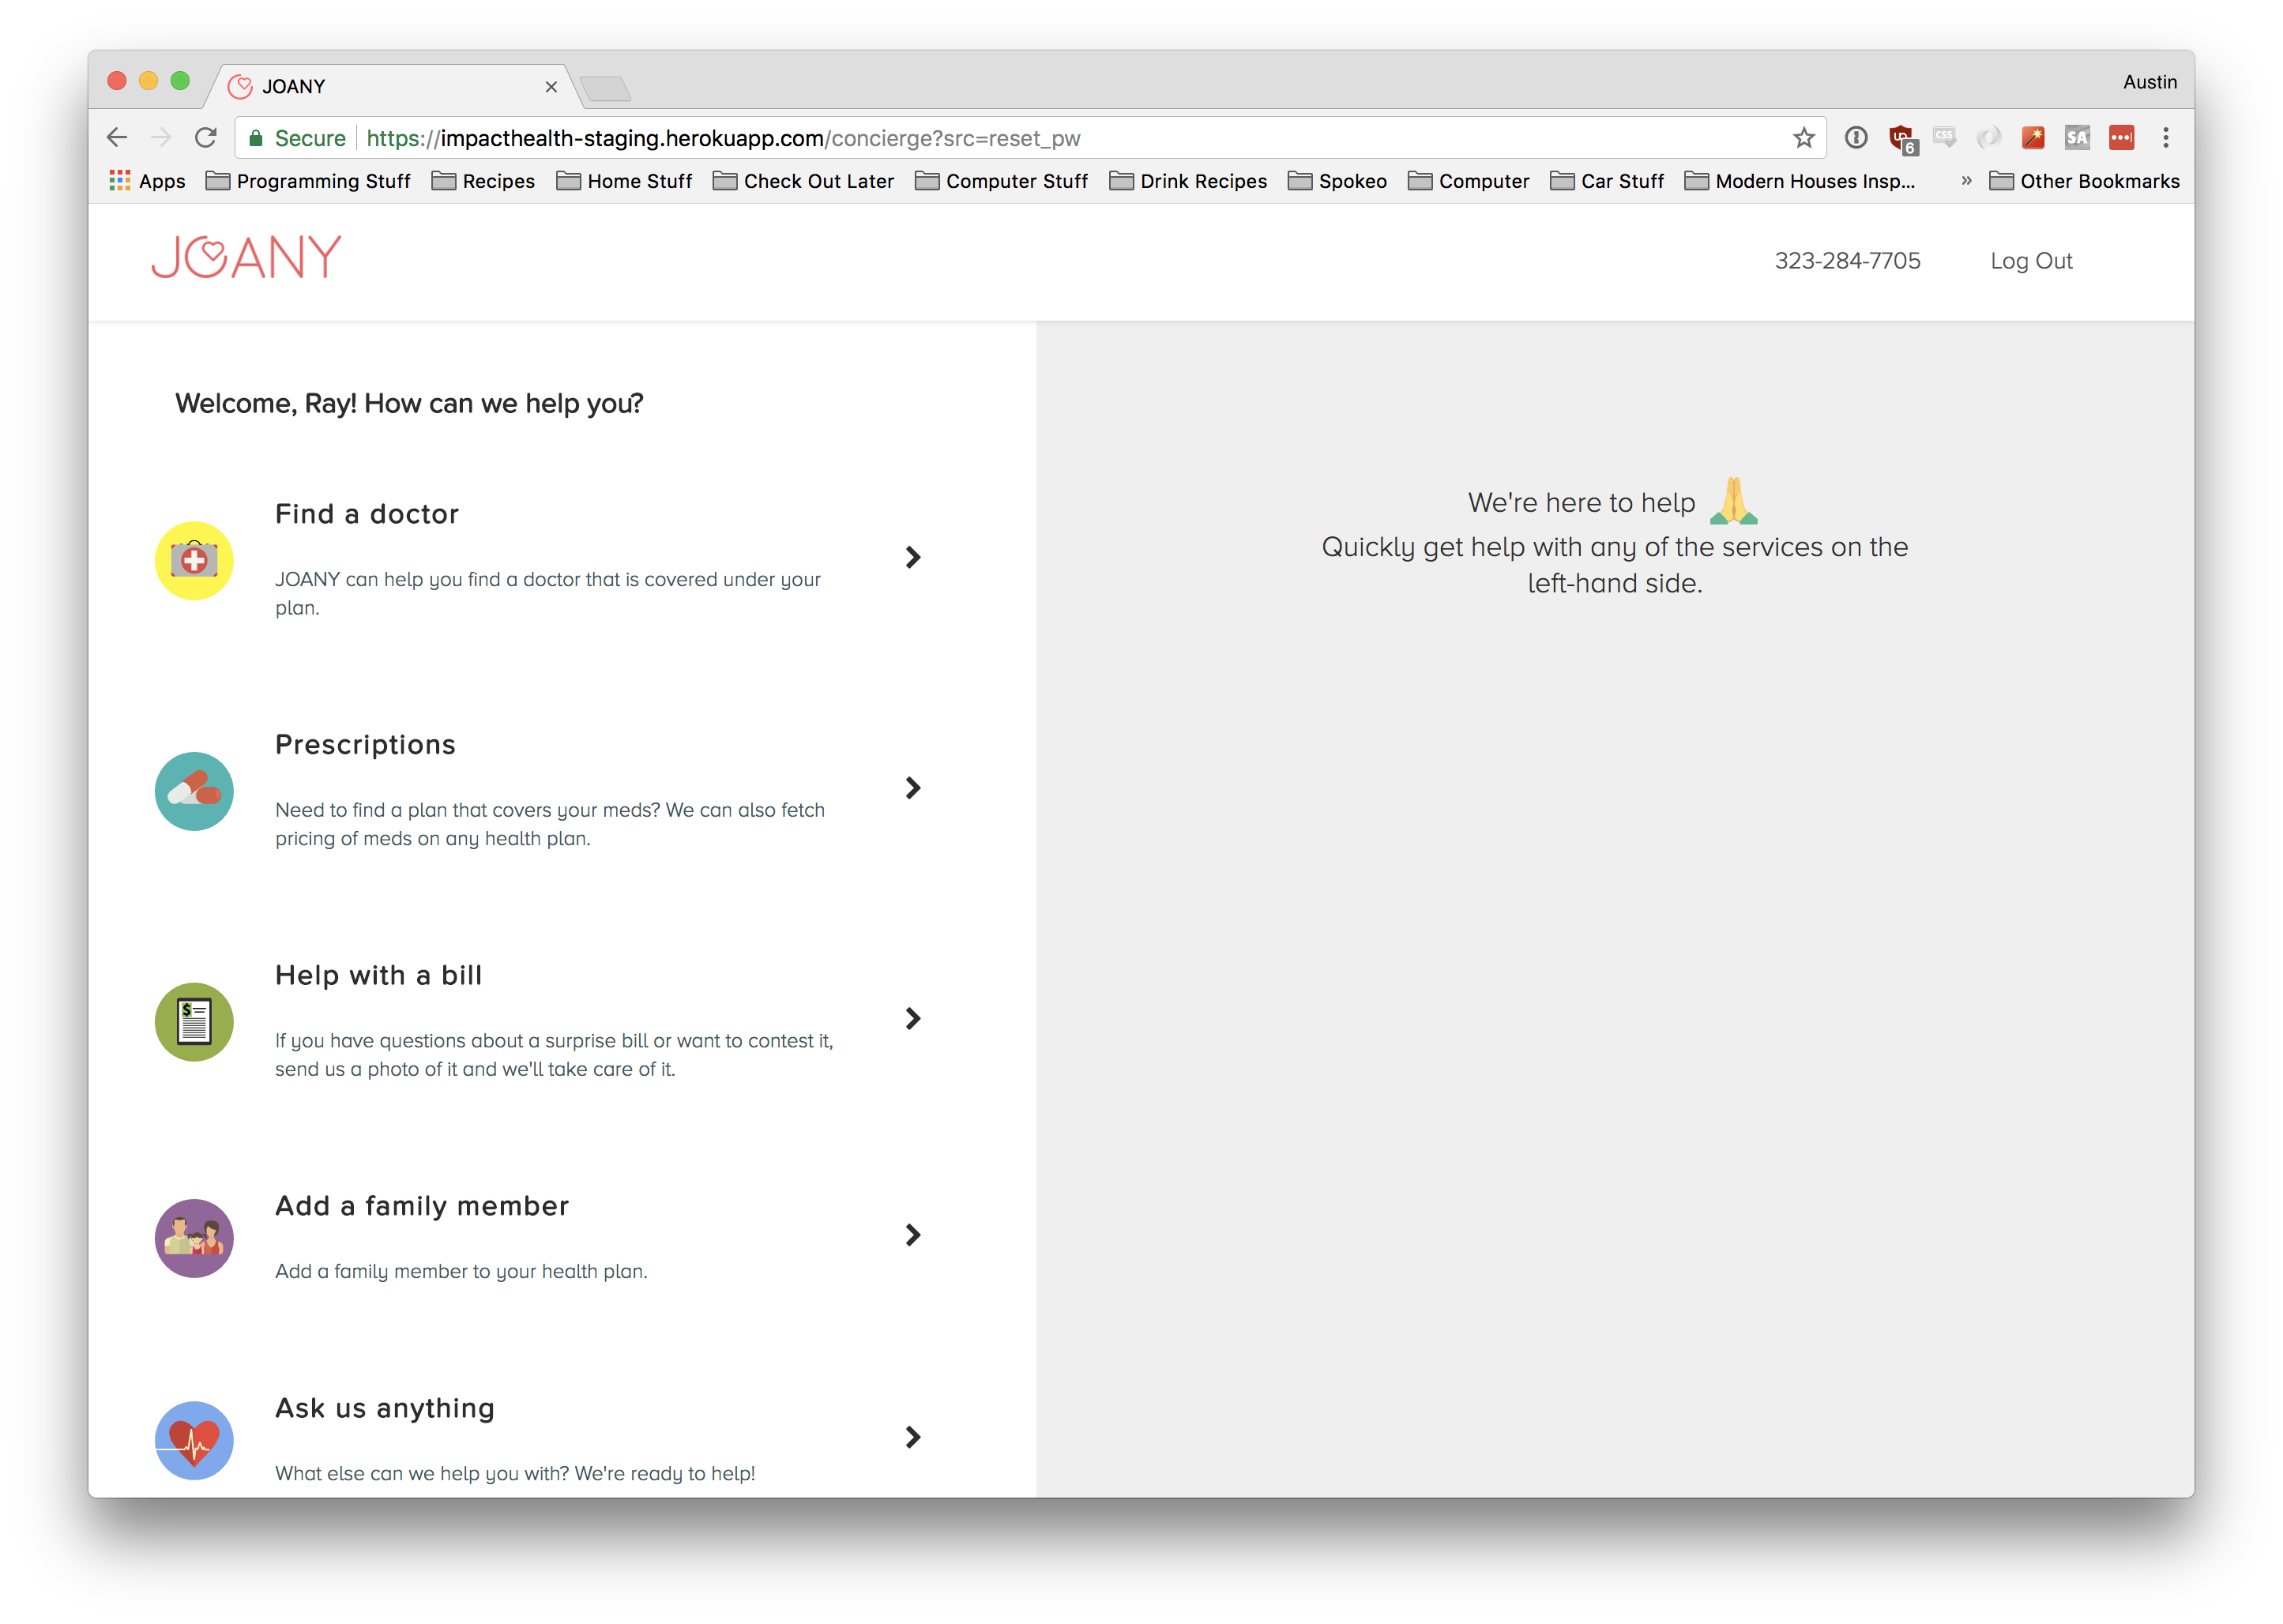 JOANY
Austin
Secure https://impacthealth-staging.herokuapp.com/concierge?src=reset_pw
6
CSS
SA
Apps Programming Stuff Recipes Home Stuff Check Out Later Computer Stuff Drink Recipes Spokeo Computer Car Stuff Modern Houses Insp... » Other Bookmarks
JOANY
323-284-7705 Log Out
Welcome, Ray! How can we help you?
Find a doctor
JOANY can help you find a doctor that is covered under your
plan.
Prescriptions
Need to find a plan that covers your meds? We can also fetch
pricing of meds on any health plan.
Help with a bill
If you have questions about a surprise bill or want to contest it,
send us a photo of it and we'll take care of it.
Add a family member
Add a family member to your health plan.
Ask us anything
What else can we help you with? We're ready to help!
We're here to help
Quickly get help with any of the services on the
left-hand side.